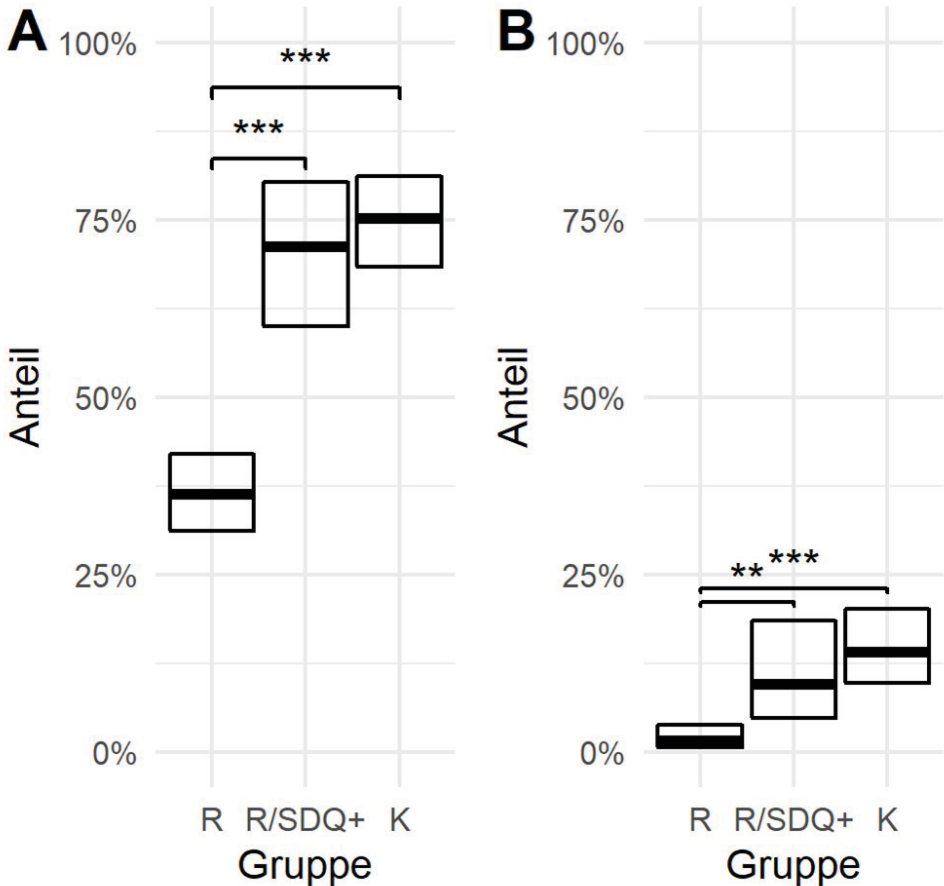 A
100%
75%
50%
25%
0%
Anteil
***
***
R R/SDQ+ K
Gruppe
B
100%
75%
50%
25%
0%
Anteil
** ***
R R/SDQ+ K
Gruppe